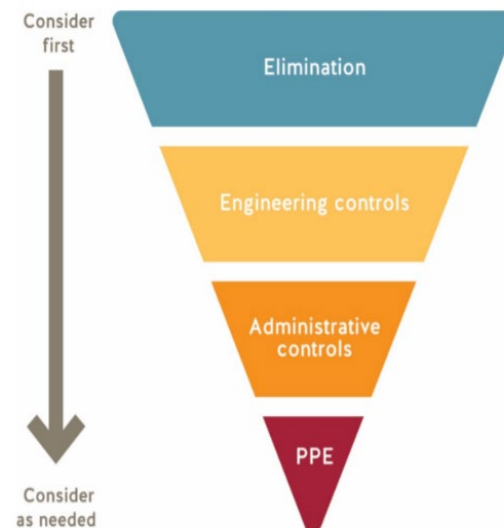 Consider
first
Elimination
Engineering controls
Administrative
controls
PPE
Consider
as needed